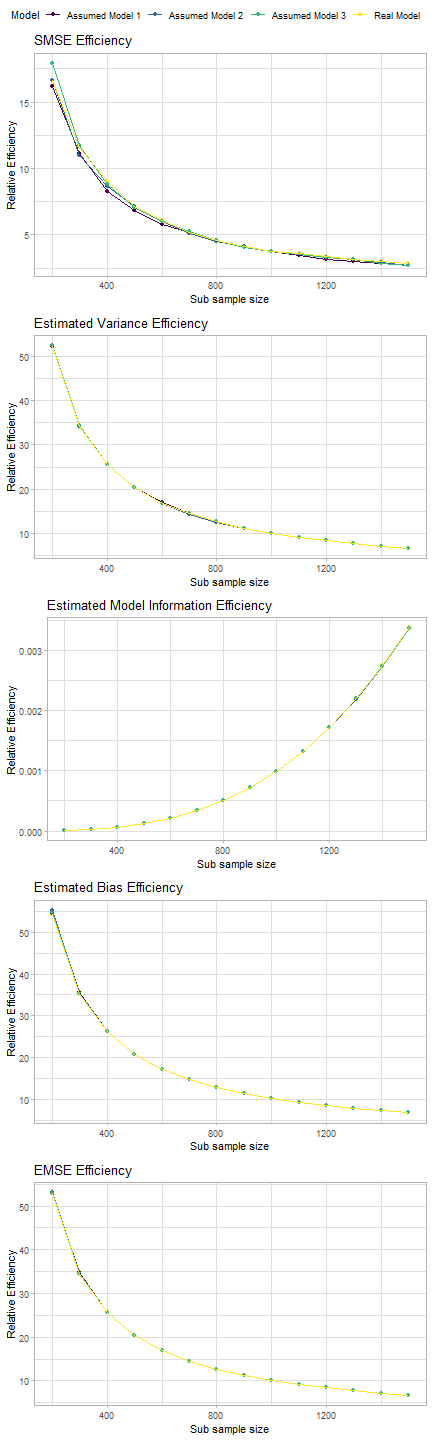 Model Assumed Model 1 Assumed Model 2 Assumed Model 3 Real Model
SMSE Efficiency
Relative Efficiency
15
10
5
400 800 1200
Sub sample size
Estimated Variance Efficiency
Relative Efficiency
50
40
30
20
10
400 800 1200
Sub sample size
Estimated Model Information Efficiency
Relative Efficiency
0.003
0.002
0.001
0.000
400 800 1200
Sub sample size
Estimated Bias Efficiency
Relative Efficiency
50
40
30
20
10
400 800 1200
Sub sample size
EMSE Efficiency
Relative Efficiency
50
40
30
20
10
400 800 1200
Sub sample size